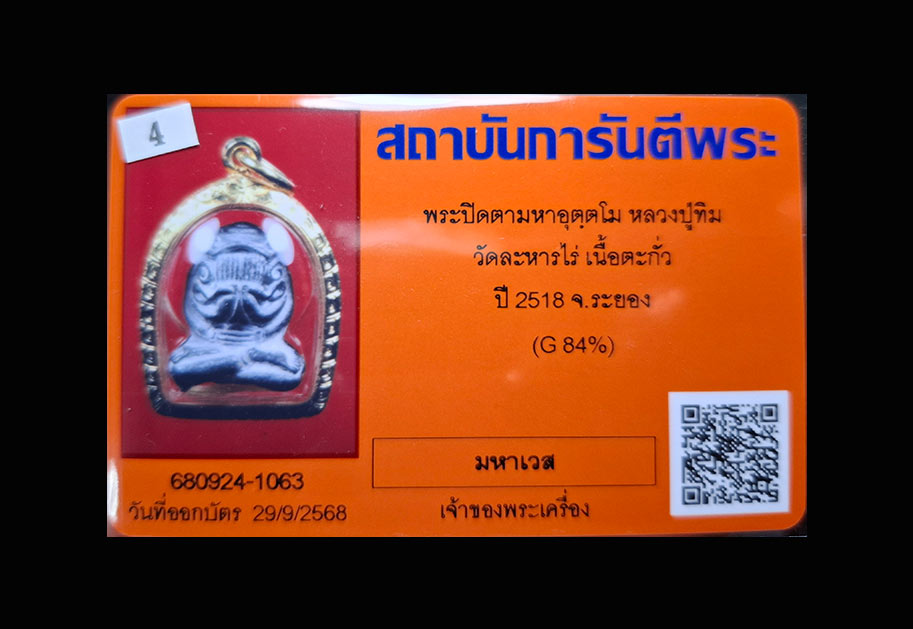 4
สถาบันการันตีพระ
พระปิดตามหาอุตฺตโม หลวงปู่ทิม
วัดละหารไร่ เนื้อตะกั่ว
ปี 2518 จ.ระยอง
(G 84%)
มหาเวส
680924-1063
วันที่ออกบัตร 29/9/2568
เจ้าของพระเครื่อง